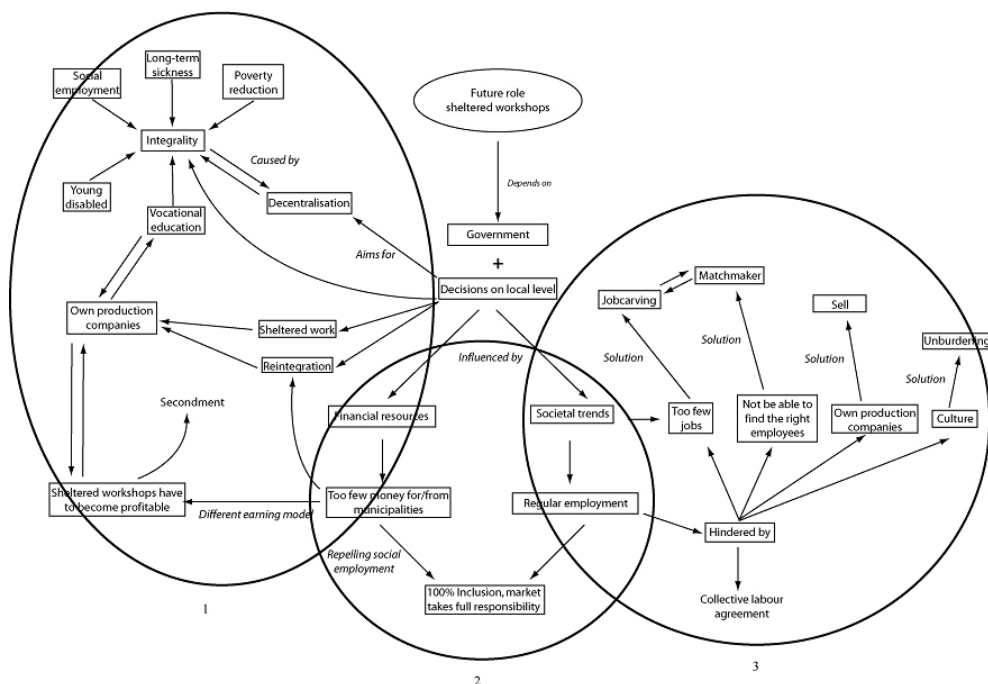 Long-term
sickness
Social
employment
Poverty
reduction
Integrality
Caused by
Young
disabled
Vocational
education
Decentralisation
Aims for
Own production
companies
Sheltered work
Reintegration
Secondment
Sheltered workshops have
to become profitable
Different earning model
1
Future role
sheltered workshops
Depends on
Government
+
Decisions on local level
Influenced by
Financial resources
Societal trends
Too few money for/from
municipalities
Regular employment
Repelling social
employment
100% Inclusion, market
takes full responsibility
2
Matchmaker
Jobcarving
Sell
Unburdening
Solution
Solution
Solution
Solution
Too few
jobs
Not be able to
find the right
employees
Own production
companies
Culture
Hindered by
Collective labour
agreement
3